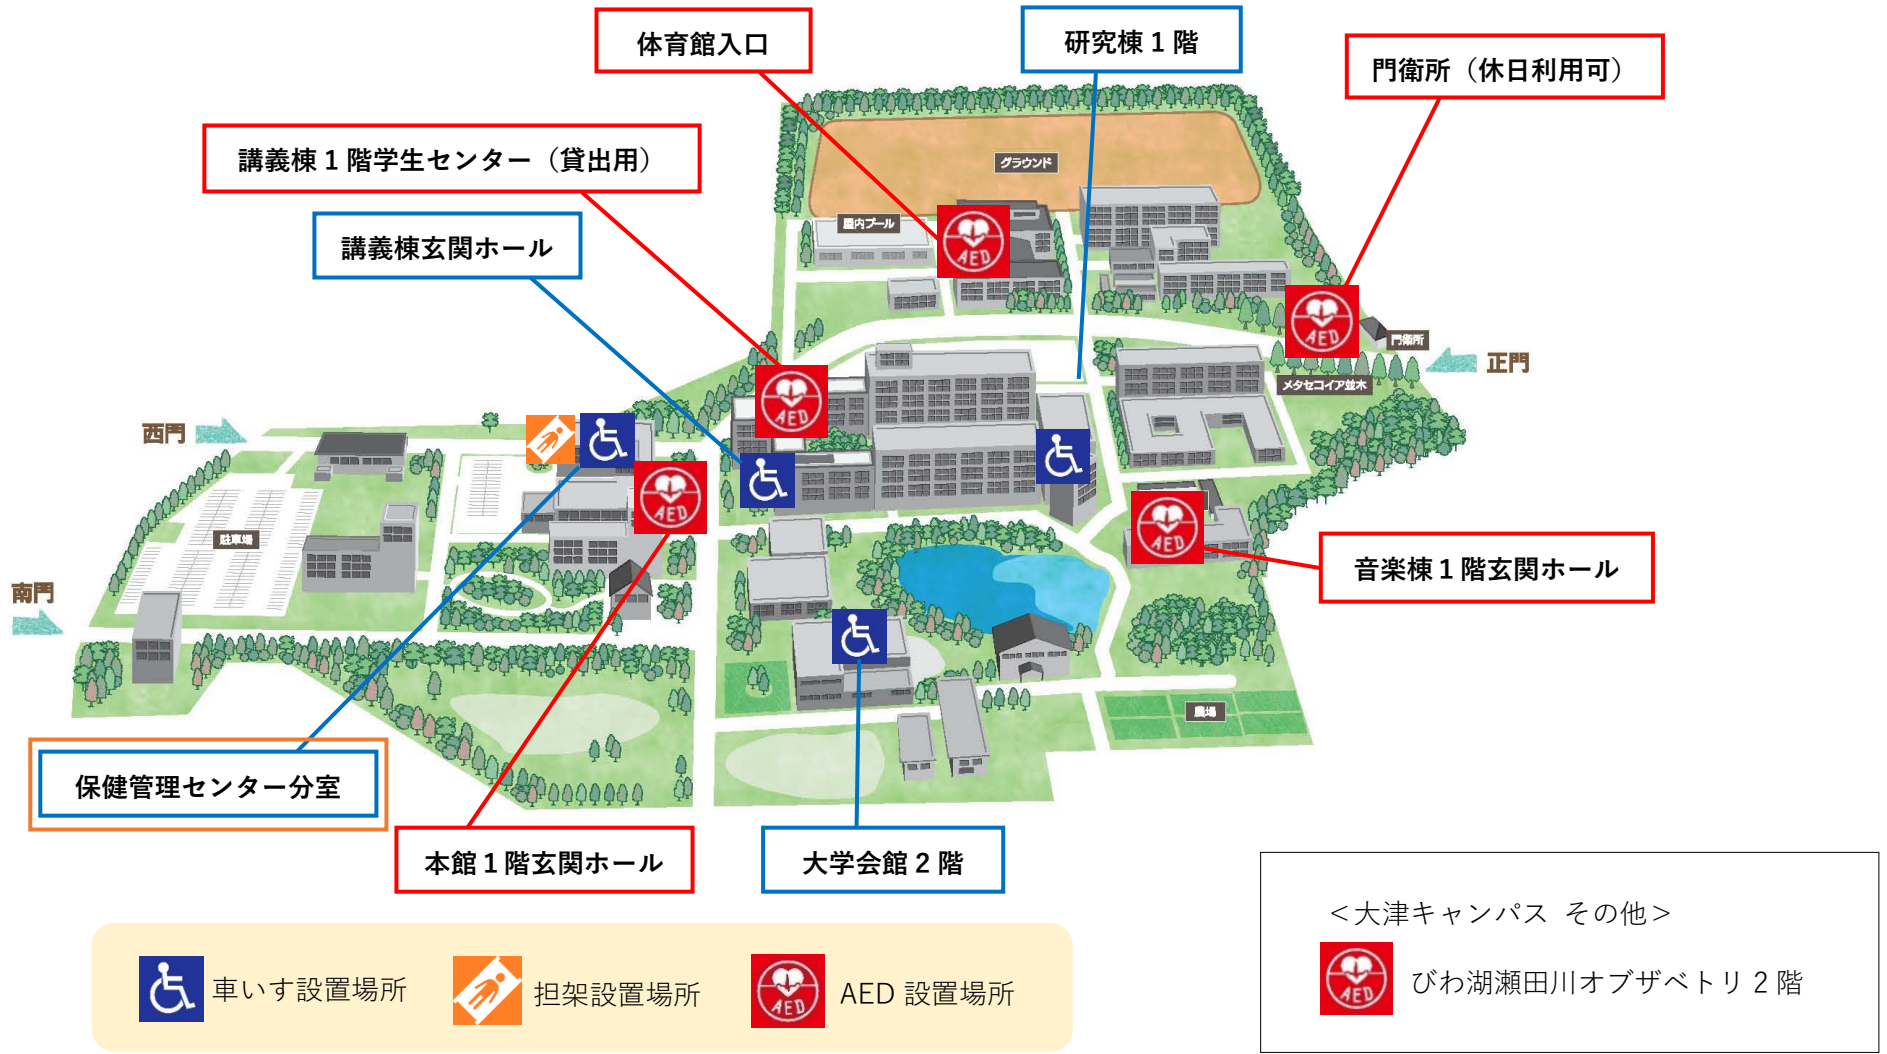 体育館入口
研究棟１階
門衛所（休日利用可）
講義棟１階学生センター（貸出用）
グラウンド
講義棟玄関ホール
屋内プール
門衛所
正門
メタセコイア並木
西門
駐車場
南門
音楽棟１階玄関ホール
農場
保健管理センター分室
本館１階玄関ホール
大学会館２階
AED
AED
AED
AED
AED
車いす設置場所
担架設置場所
AED
AED 設置場所
＜大津キャンパス その他＞
AED
びわ湖瀬田川オブザベトリ２階